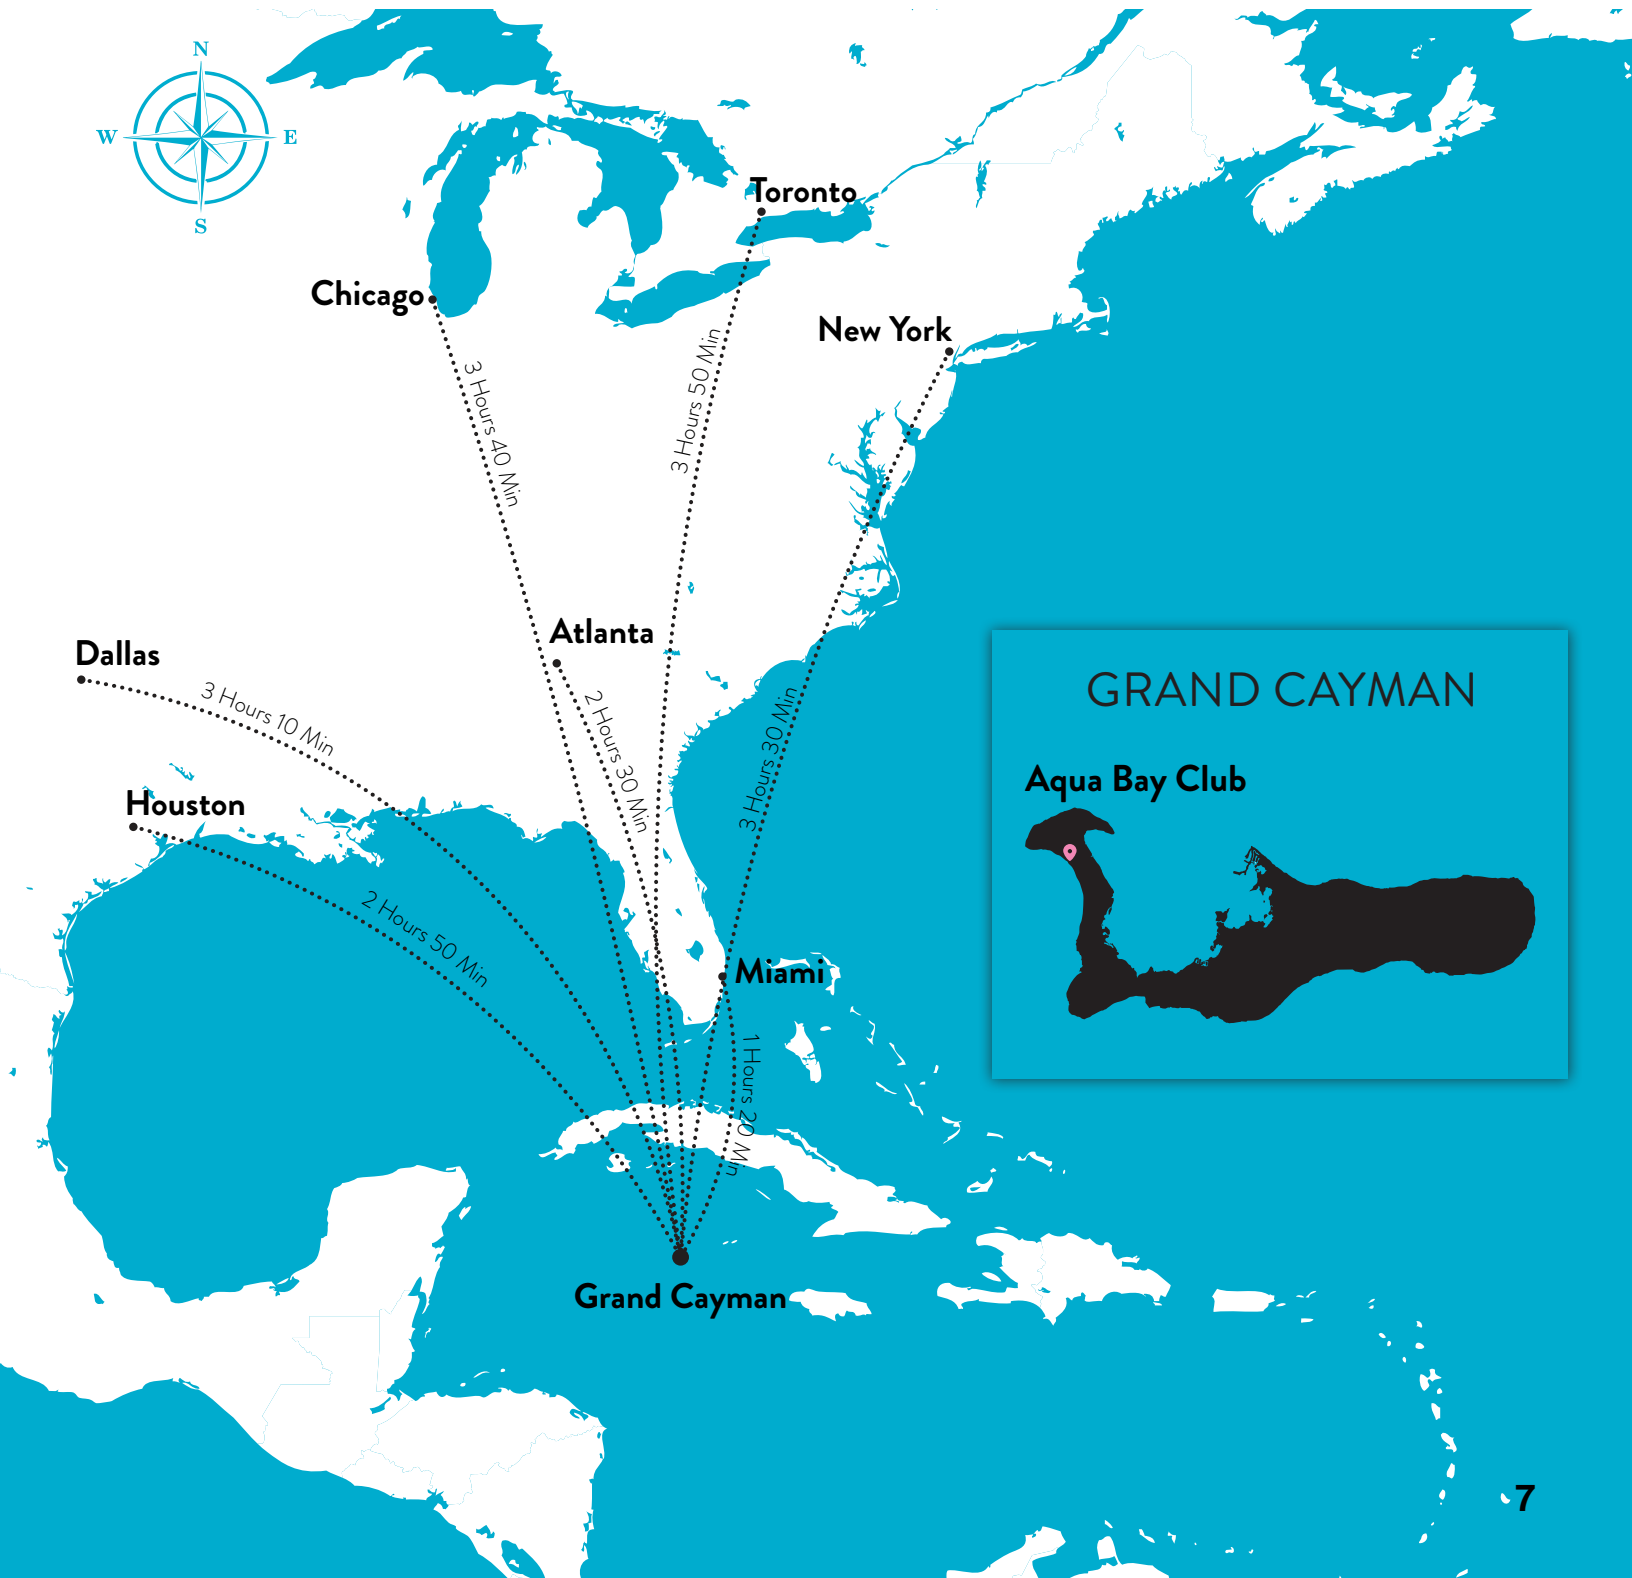 N
W
E
S
Toronto
Chicago
New York
3 Hours 50 Min
3 Hours 40 Min
Atlanta
Dallas
3 Hours 10 Min
2 Hours 30 Min
3 Hours 30 Min
GRAND CAYMAN
Aqua Bay Club
Houston
2 Hours 50 Min
Miami
1 Hours 20 Min
Grand Cayman
7